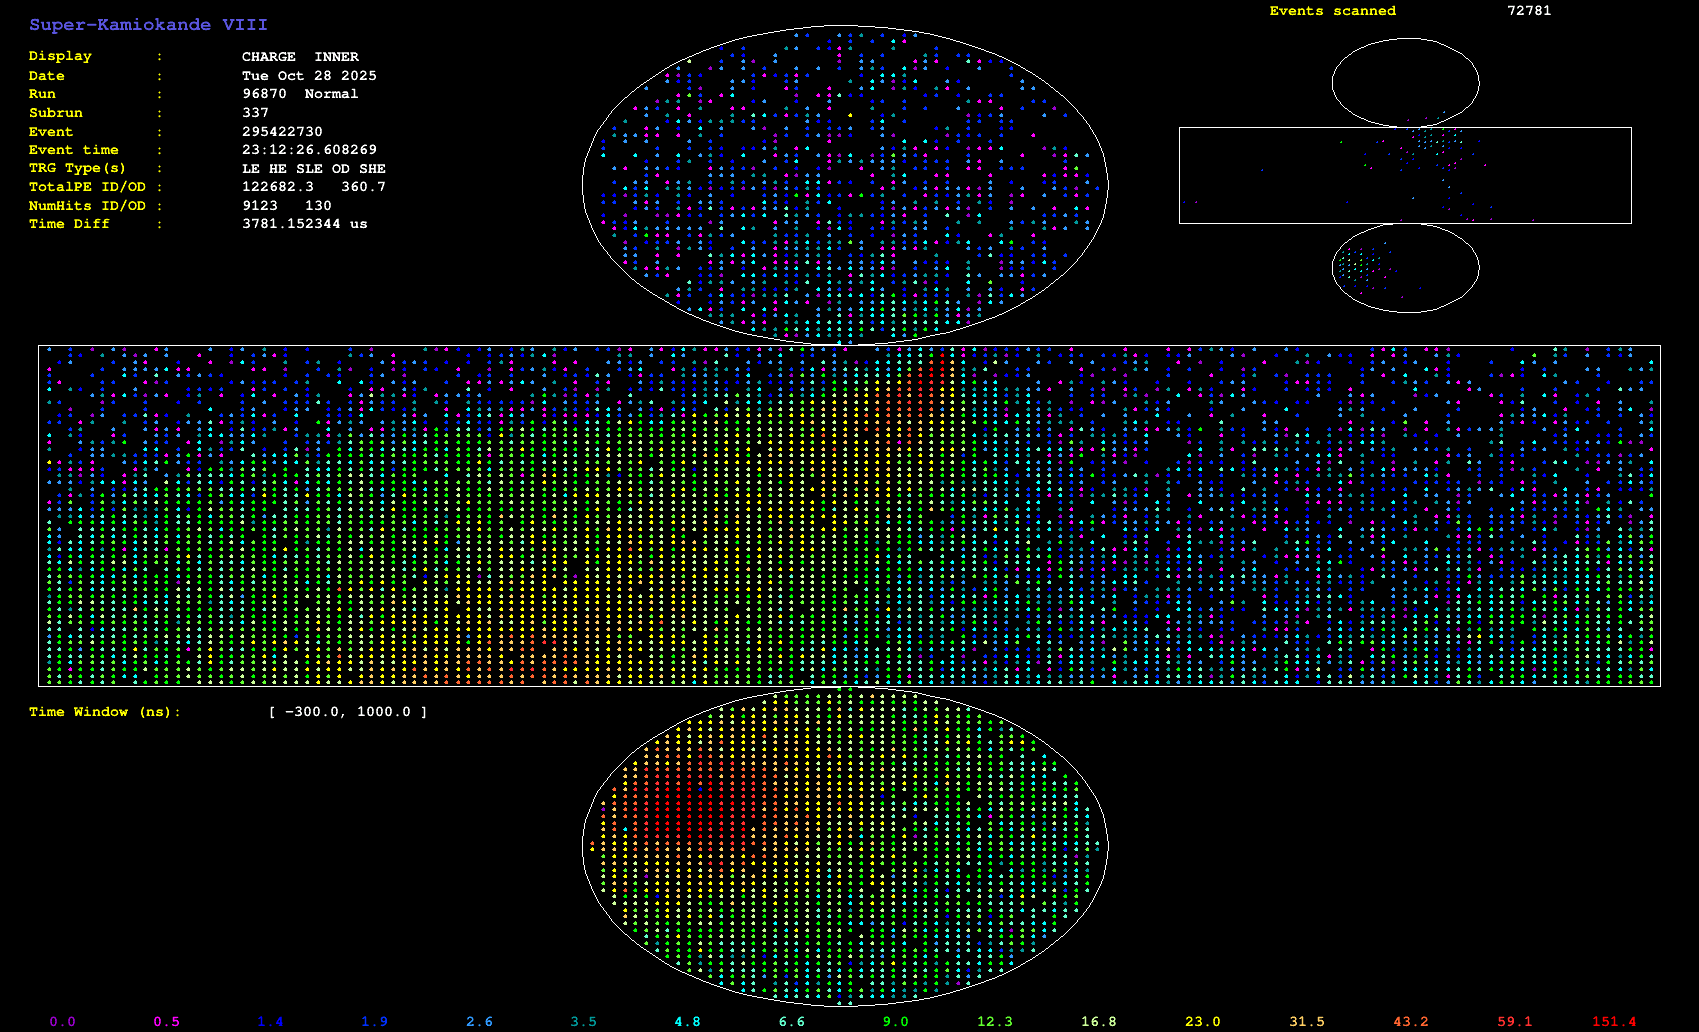 Super-Kamiokande VIII
Events scanned 72781
Display : CHARGE INNER
Date : Tue Oct 28 2025
Run : 96870 Normal
Subrun : 337
Event : 295422730
Event time : 23:12:26.608269
TRG Type(s) : LE HE SLE OD SHE
TotalPE ID/OD : 122682.3 360.7
NumHits ID/OD : 9123 130
Time Diff : 3781.152344 us
Time Window (ns): [ -300.0, 1000.0 ]
0.0 0.5 1.4 1.9 2.6 3.5 4.8 6.6 9.0 12.3 16.8 23.0 31.5 43.2 59.1 151.4